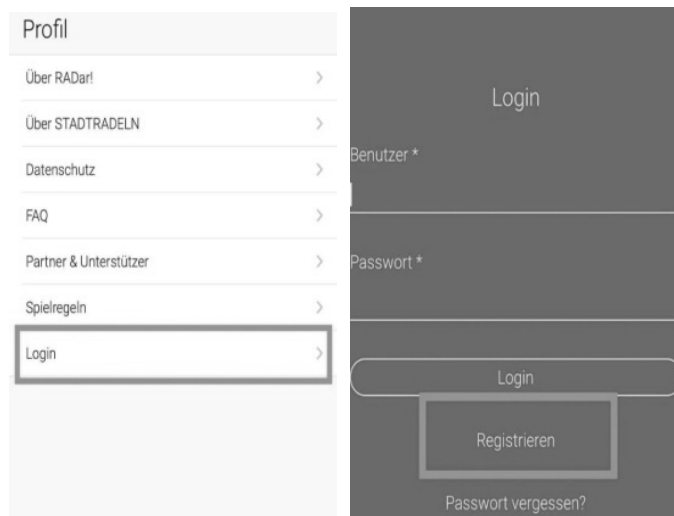 Profil
Über RADar!
Über STADTRADELN
Datenschutz
FAQ
Partner & Unterstützer
Spielregeln
Login
Login
Benutzer *
Passwort *
Login
Registrieren
Passwort vergessen?